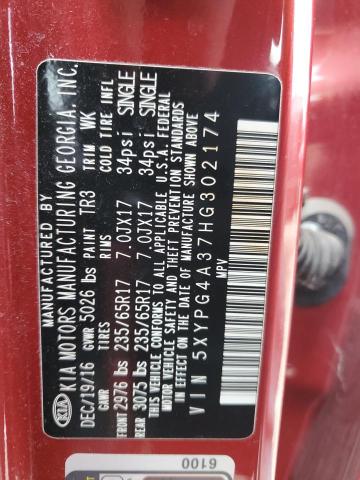 MANUFACTURED BY
KIA KIA MOTORS MANUFACTURING GEORGIA, INC.
DEC/19/16 GVWR 5026 lbs PAINT TR3 TRIM WK
GAWR TIRES RIMS COLD TIRE INFL
FRONT 2976 lbs 235/65R17 7.0JX17 34psi SINGLE
REAR 3075 lbs 235/65R17 7.0JX17 34psi SINGLE
THIS VEHICLE CONFORMS TO ALL APPLICABLE U.S.A. FEDERAL
MOTOR VEHICLE SAFETY AND THEFT PREVENTION STANDARDS
IN EFFECT ON THE DATE OF MANUFACTURE SHOWN ABOVE.
VIN 5XYPG4A37HG302174
MPV
6100